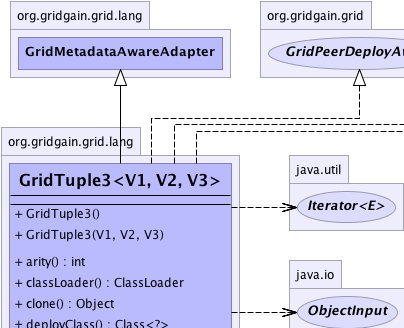 org.gridgain.grid.lang
GridMetadataAwareAdapter
org.gridgain.grid
GridPeerDeployAw
org.gridgain.grid.lang
GridTuple3<V1, V2, V3>
+ GridTuple3()
+ GridTuple3(V1, V2, V3)
+ arity() : int
+ classLoader() : ClassLoader
+ clone() : Object
+ deployClass() : Class<?>
java.util
Iterator<E>
java.io
ObjectInput